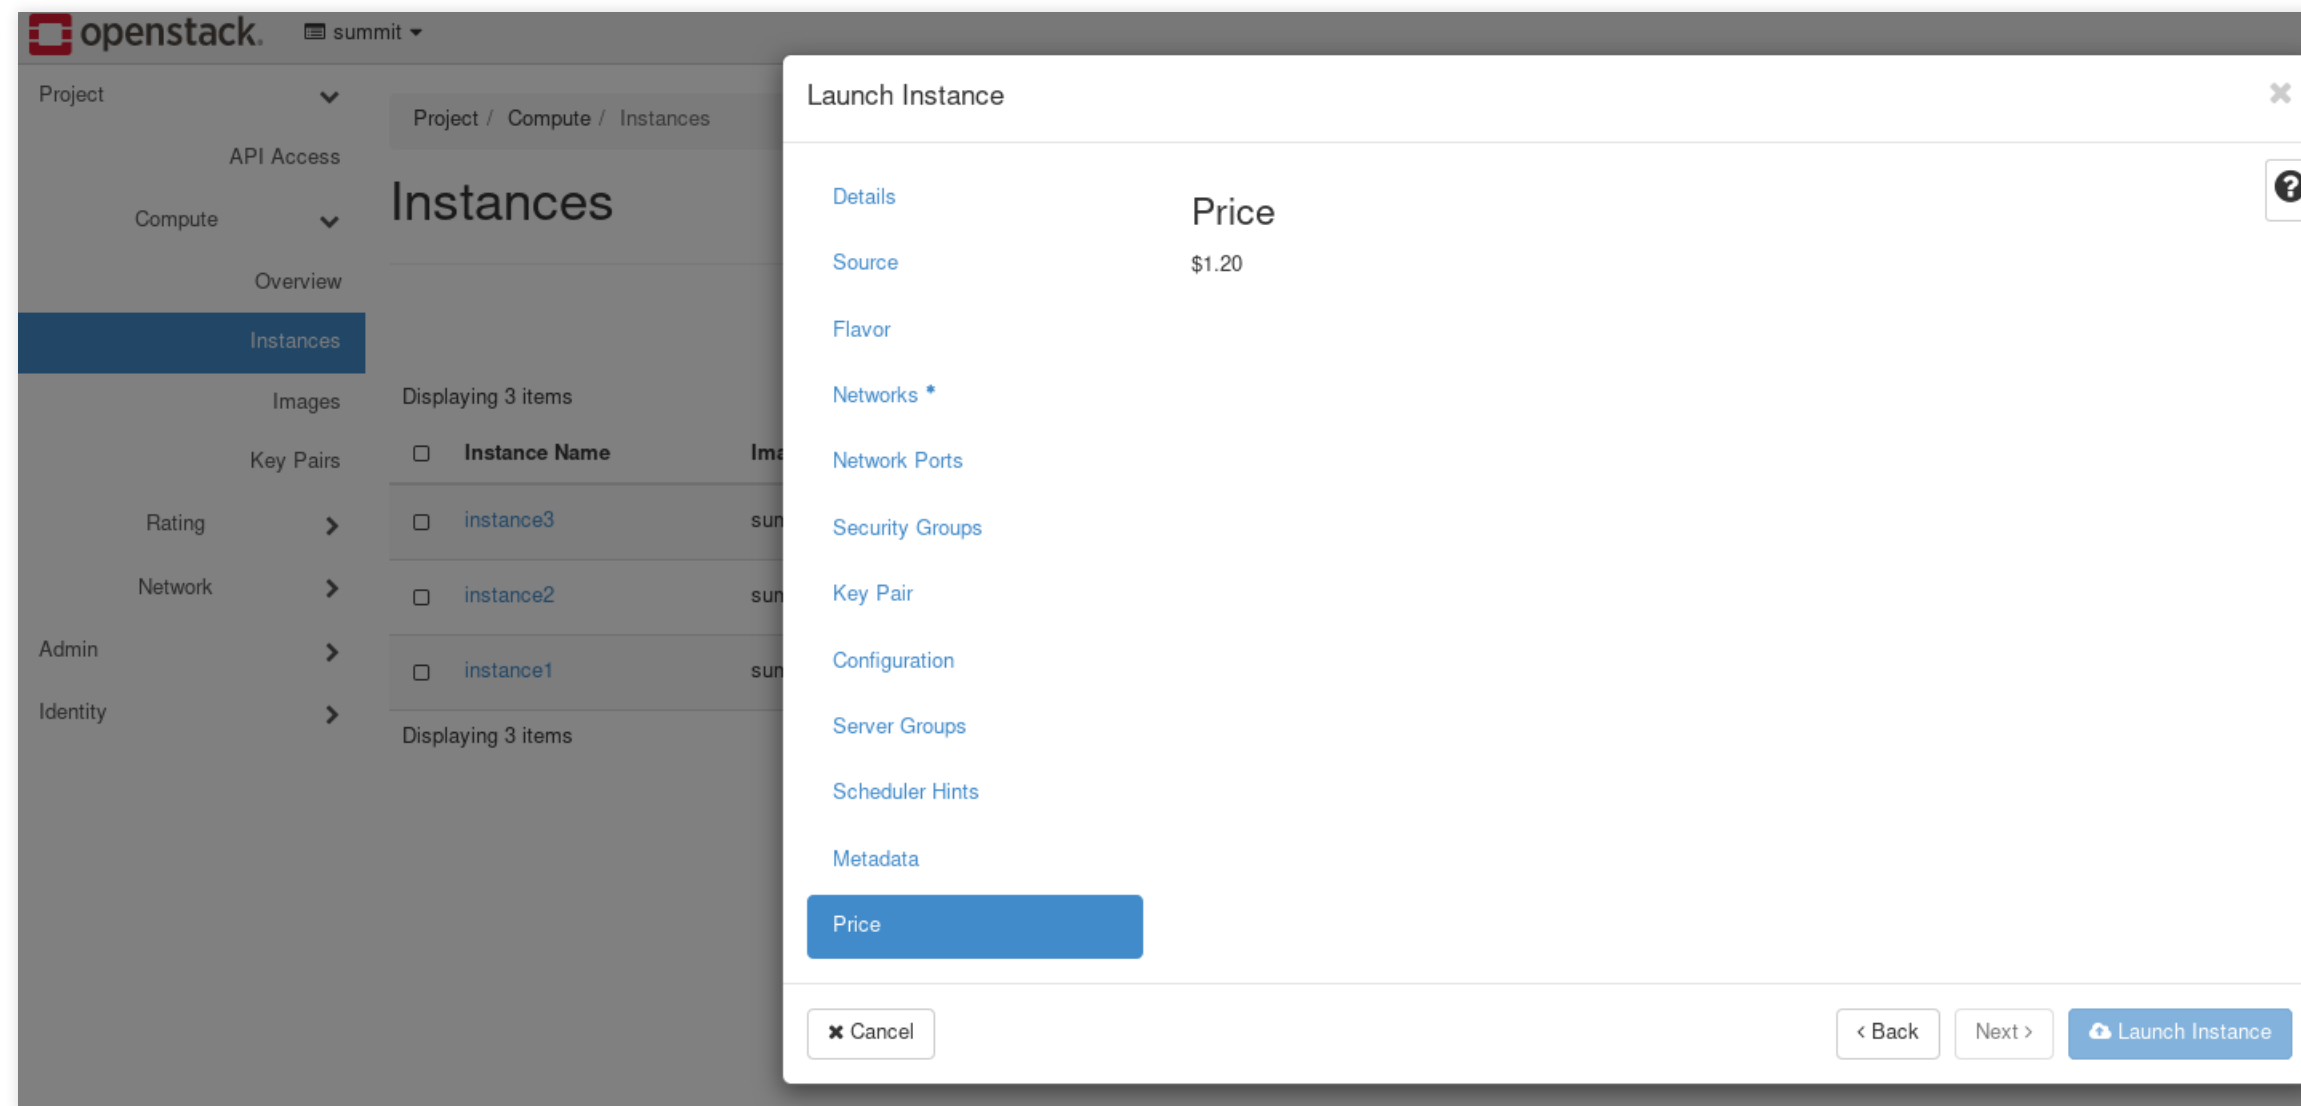 openstack. summit
Project
API Access
Compute
Overview
Instances
Images
Key Pairs
Rating
Network
Admin
Identity
Project / Compute / Instances
Instances
Displaying 3 items
Instance Name
instance3
instance2
instance1
Displaying 3 items
Launch Instance
Details
Source
Flavor
Networks *
Network Ports
Security Groups
Key Pair
Configuration
Server Groups
Scheduler Hints
Metadata
Price
Price
$1.20
Cancel
< Back
Next >
Launch Instance